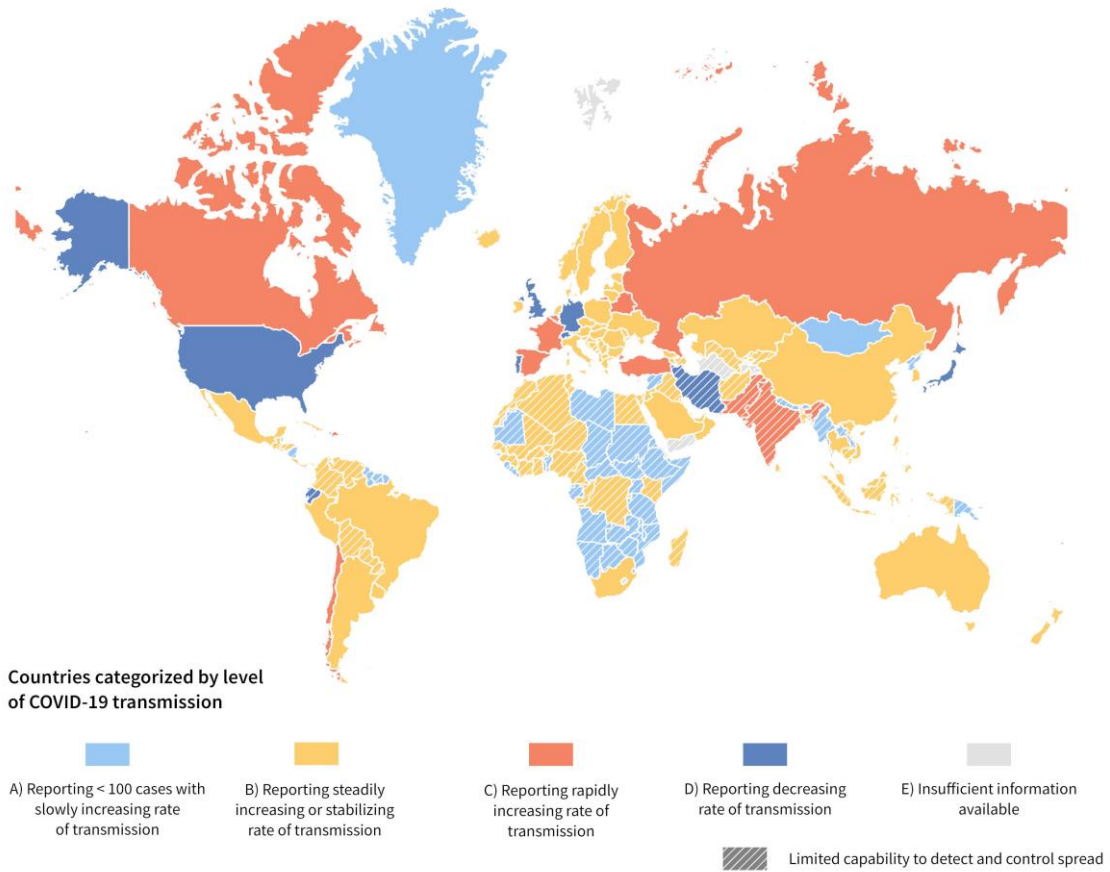 Countries categorized by level
of COVID-19 transmission
A) Reporting < 100 cases with
slowly increasing rate
of transmission
B) Reporting steadily
increasing or stabilizing
rate of transmission
C) Reporting rapidly
increasing rate of
transmission
D) Reporting decreasing
rate of transmission
E) Insufficient information
available
Limited capability to detect and control spread